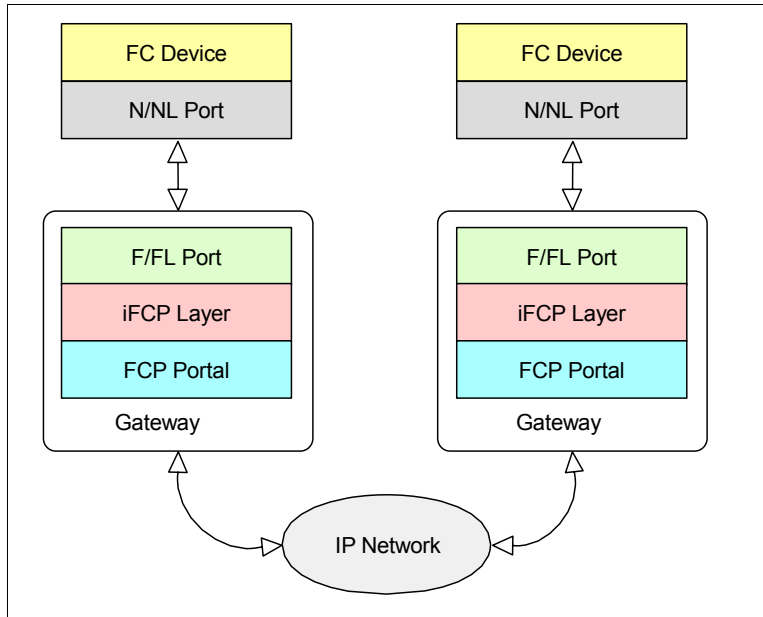 FC Device
N/NL Port
F/FL Port
iFCP Layer
FCP Portal
Gateway
FC Device
N/NL Port
F/FL Port
iFCP Layer
FCP Portal
Gateway
IP Network